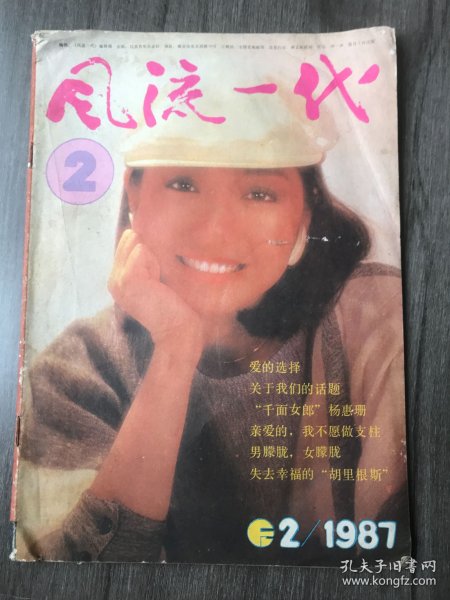 风流一代
2
爱的选择
关于我们的话题
“千面女郎”杨惠珊
亲爱的，我不愿做支柱
男朦胧，女朦胧
失去幸福的“胡里根斯”
2/1987
孔夫子旧书网
www.kongfz.com